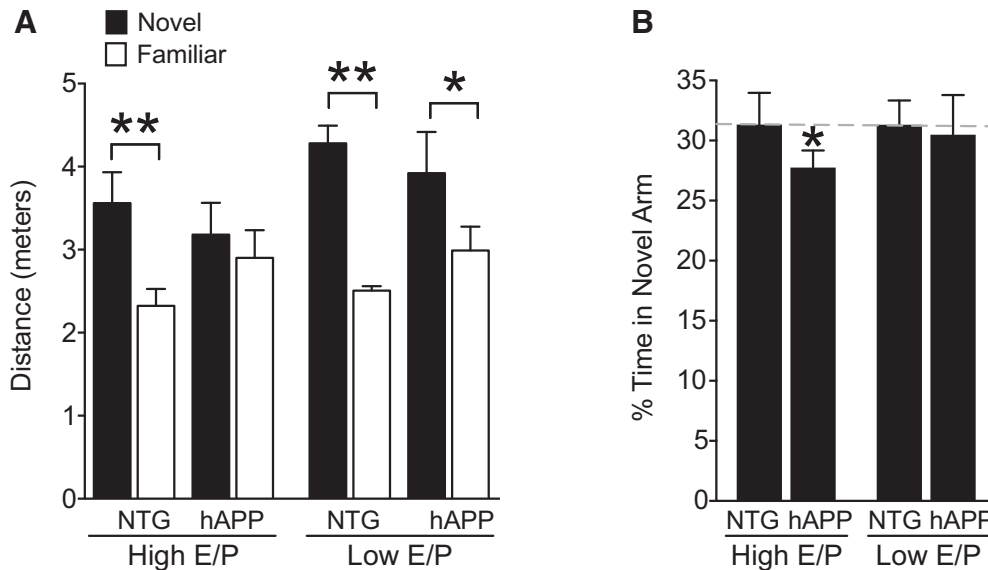 A
Novel
Familiar
Distance (meters)
5
4
3
2
1
0
**
**
*
NTG hAPP NTG hAPP
High E/P Low E/P
B
% Time in Novel Arm
35
30
25
20
15
10
5
0
*
NTG hAPP NTG hAPP
High E/P Low E/P